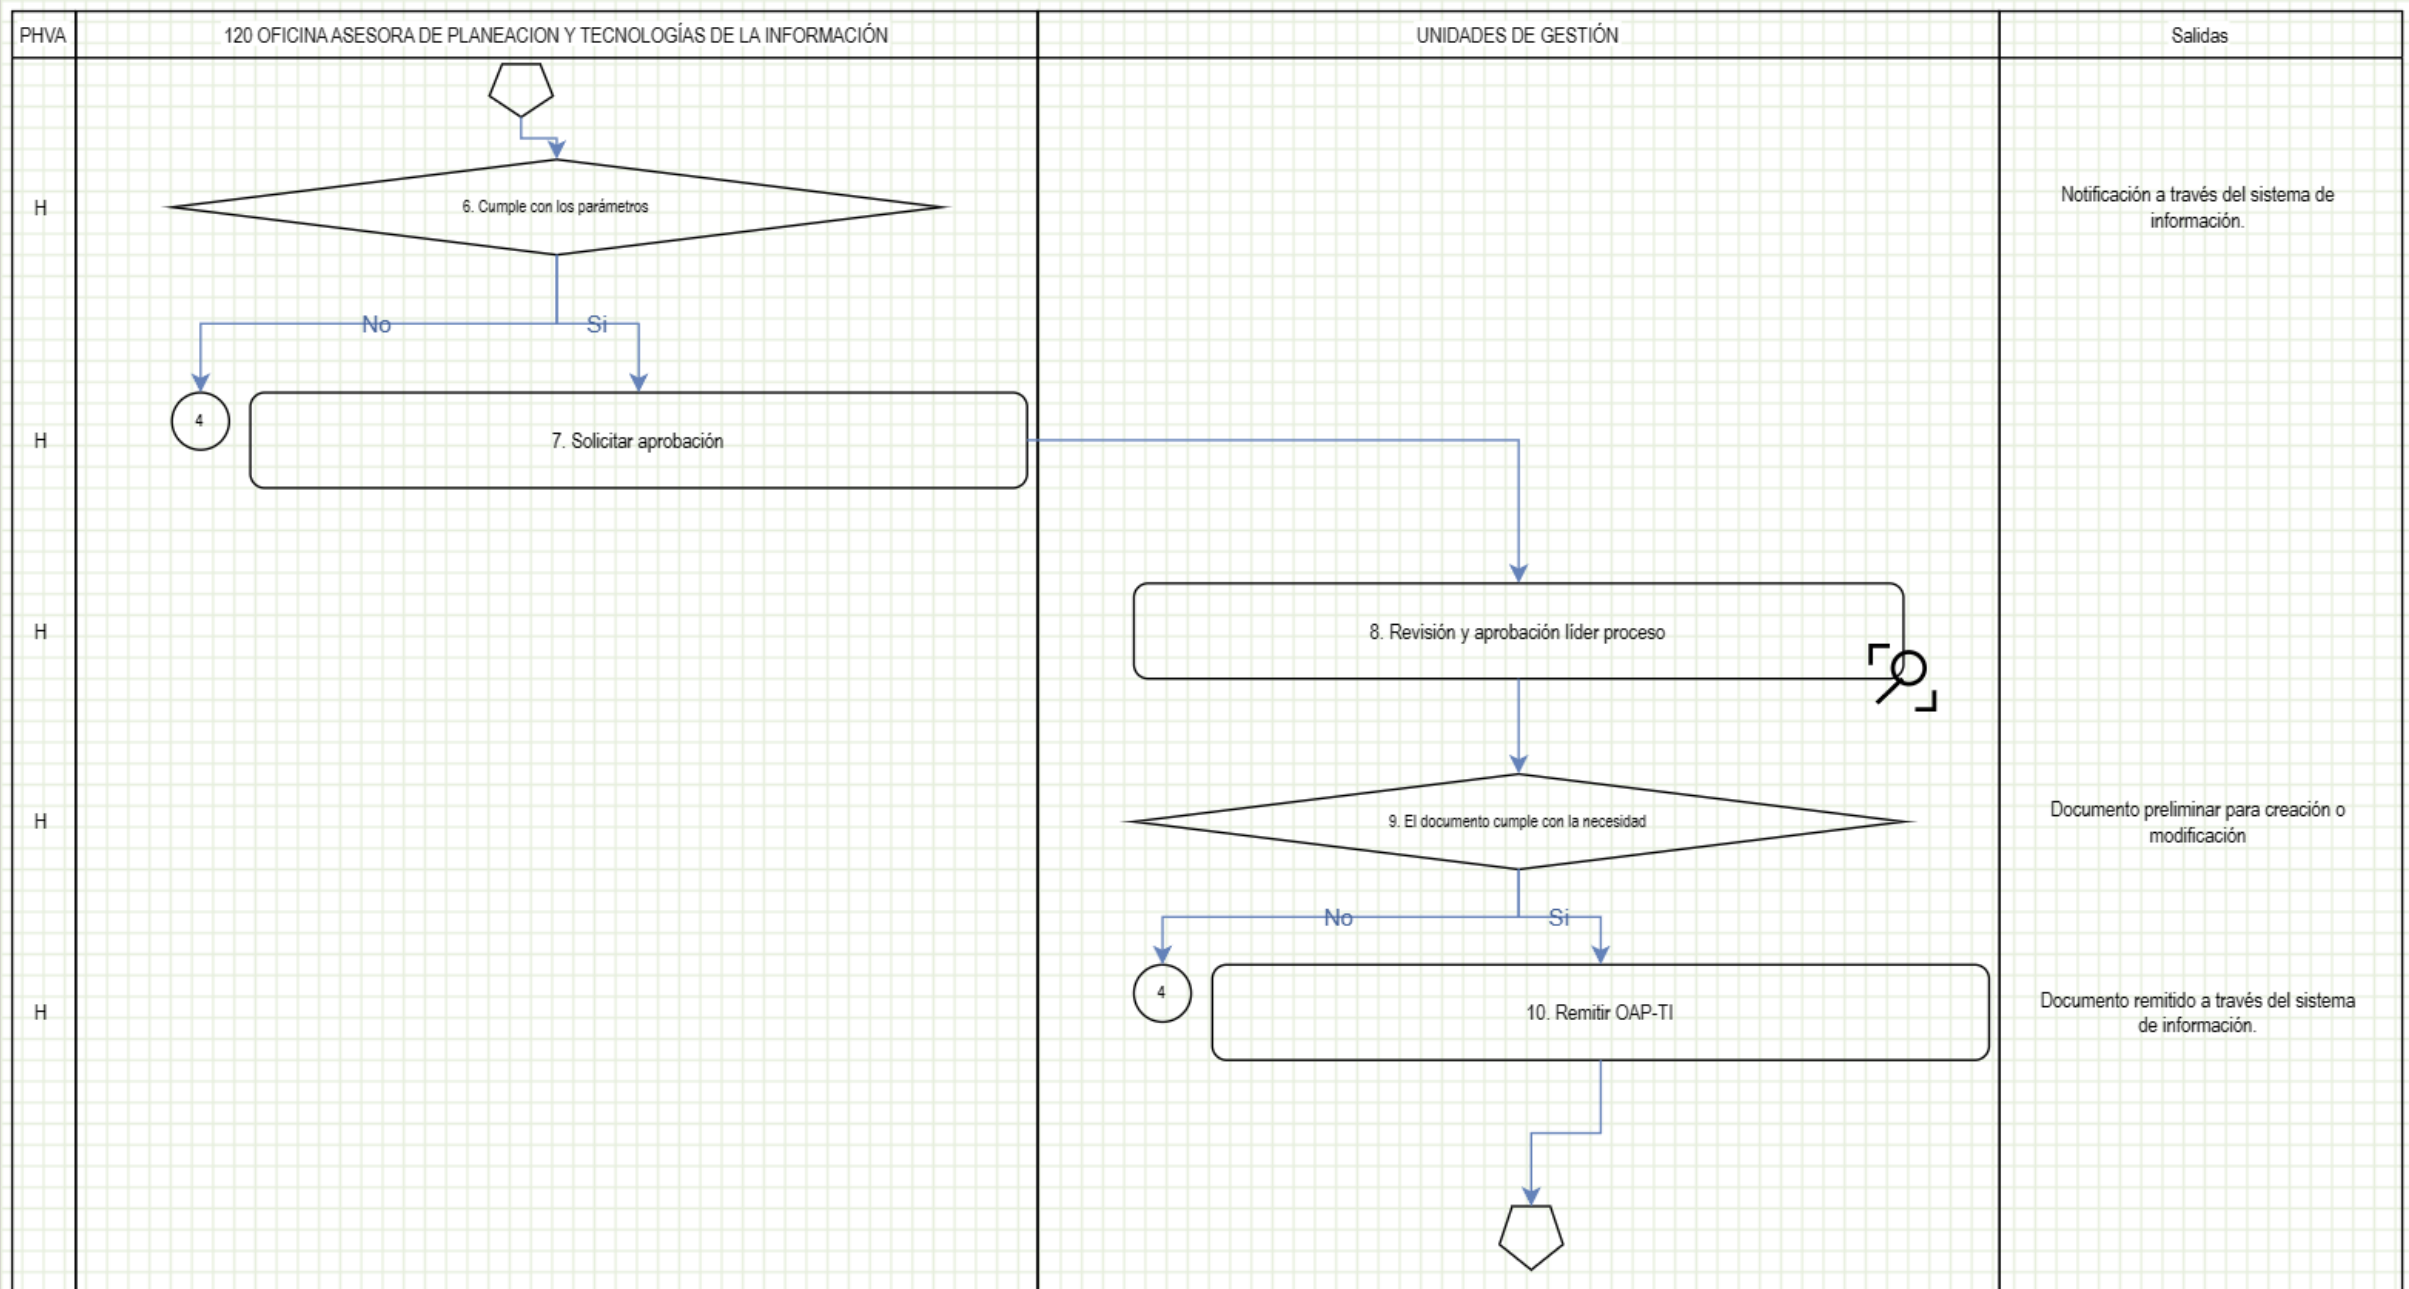 PHVA
120 OFICINA ASESORA DE PLANEACION Y TECNOLOGÍAS DE LA INFORMACIÓN
UNIDADES DE GESTIÓN
Salidas
H
6. Cumple con los parámetros
Notificación a través del sistema de
información.
No
Si
H
4
7. Solicitar aprobación
H
8. Revisión y aprobación líder proceso
H
9. El documento cumple con la necesidad
Documento preliminar para creación o
modificación
No
Si
H
4
10. Remitir OAP-TI
Documento remitido a través del sistema
de información.